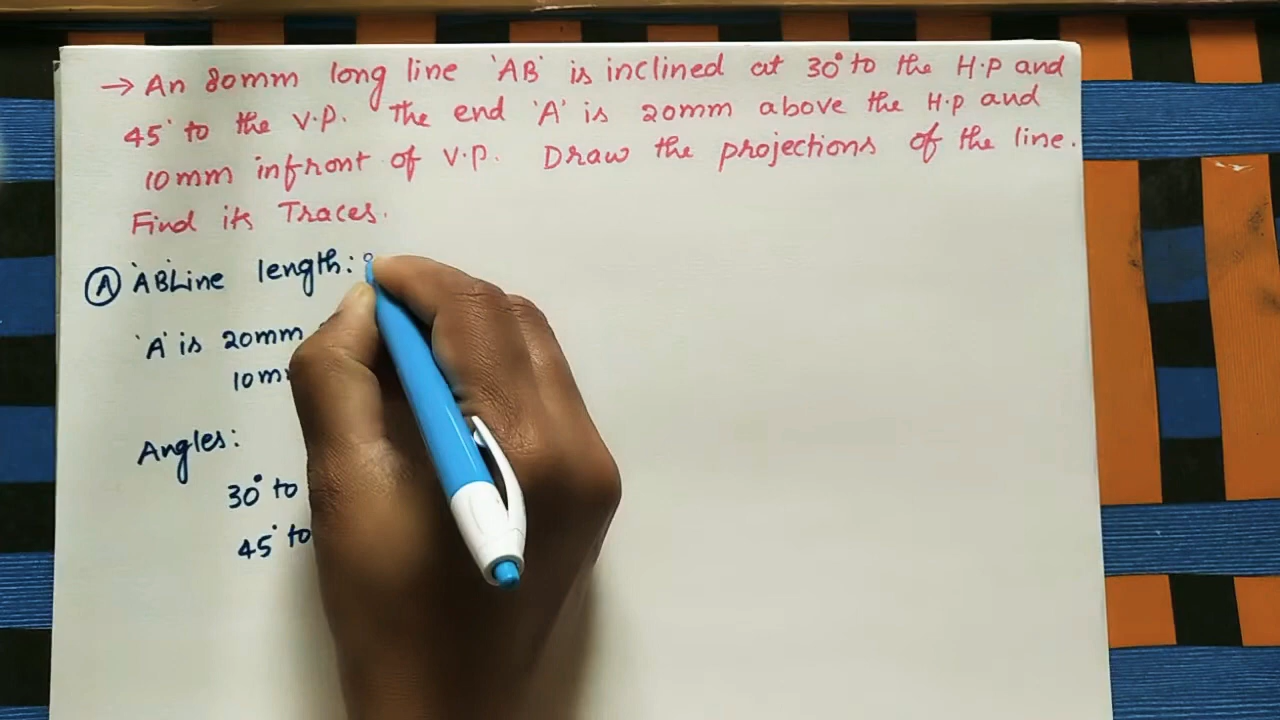 → An 80mm long line 'AB' is inclined at 30° to the H.P and
45° to the V.P. The end 'A' is 20mm above the H.P and
10mm infront of V.P. Draw the projections of the line.
Find its Traces.
Ⓐ 'AB' Line length:
'A' is 20mm
10m
Angles:
30° to
45° to